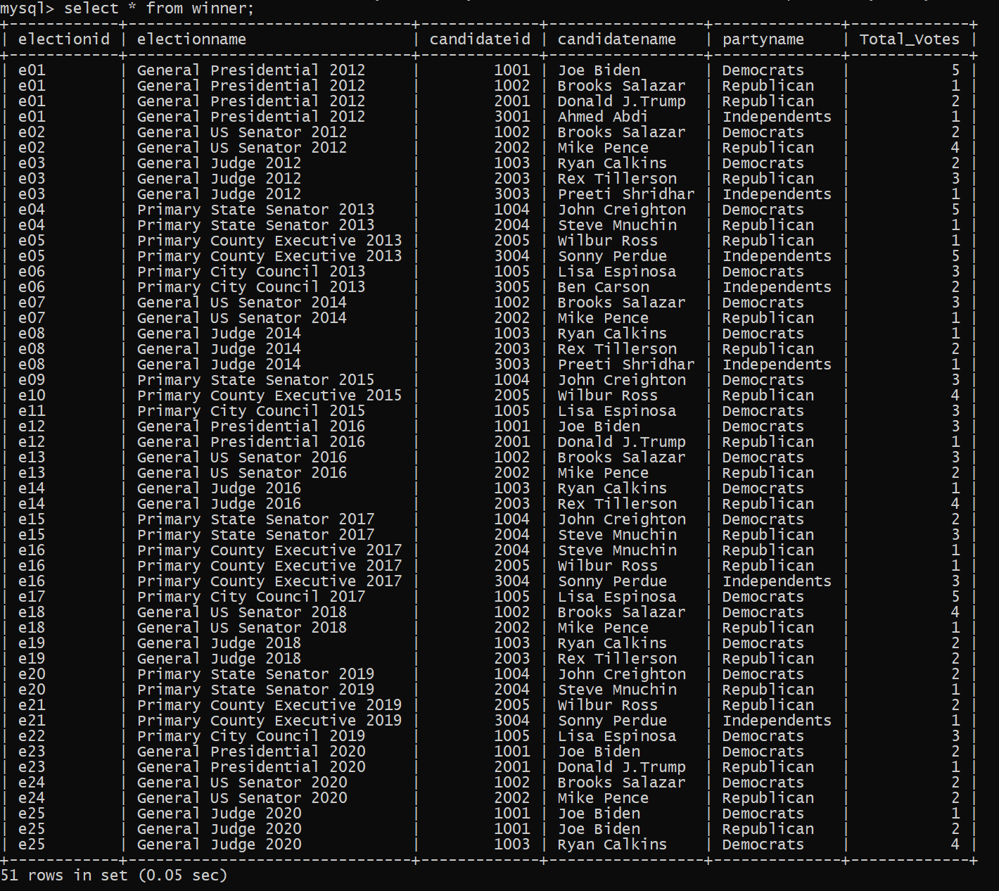 mysql> select * from winner;
+------------+-------------------------------+-------------+-----------------+--------------+-------------+
| electionid | electionname                  | candidateid | candidatename   | partyname    | Total_Votes |
+------------+-------------------------------+-------------+-----------------+--------------+-------------+
| e01        | General Presidential 2012     |        1001 | Joe Biden       | Democrats    |           5 |
| e01        | General Presidential 2012     |        1002 | Brooks Salazar  | Republican   |           1 |
| e01        | General Presidential 2012     |        2001 | Donald J.Trump  | Republican   |           2 |
| e01        | General Presidential 2012     |        3001 | Ahmed Abdi      | Independents |           1 |
| e02        | General US Senator 2012       |        1002 | Brooks Salazar  | Democrats    |           2 |
| e02        | General US Senator 2012       |        2002 | Mike Pence      | Republican   |           4 |
| e03        | General Judge 2012            |        1003 | Ryan Calkins    | Democrats    |           2 |
| e03        | General Judge 2012            |        2003 | Rex Tillerson   | Republican   |           3 |
| e03        | General Judge 2012            |        3003 | Preeti Shridhar | Independents |           1 |
| e04        | Primary State Senator 2013    |        1004 | John Creighton  | Democrats    |           5 |
| e04        | Primary State Senator 2013    |        2004 | Steve Mnuchin   | Republican   |           1 |
| e05        | Primary County Executive 2013 |        2005 | Wilbur Ross     | Republican   |           1 |
| e05        | Primary County Executive 2013 |        3004 | Sonny Perdue    | Independents |           5 |
| e06        | Primary City Council 2013     |        1005 | Lisa Espinosa   | Democrats    |           3 |
| e06        | Primary City Council 2013     |        3005 | Ben Carson      | Independents |           2 |
| e07        | General US Senator 2014       |        1002 | Brooks Salazar  | Democrats    |           3 |
| e07        | General US Senator 2014       |        2002 | Mike Pence      | Republican   |           1 |
| e08        | General Judge 2014            |        1003 | Ryan Calkins    | Democrats    |           1 |
| e08        | General Judge 2014            |        2003 | Rex Tillerson   | Republican   |           2 |
| e08        | General Judge 2014            |        3003 | Preeti Shridhar | Independents |           1 |
| e09        | Primary State Senator 2015    |        1004 | John Creighton  | Democrats    |           3 |
| e10        | Primary County Executive 2015 |        2005 | Wilbur Ross     | Republican   |           4 |
| e11        | Primary City Council 2015     |        1005 | Lisa Espinosa   | Democrats    |           3 |
| e12        | General Presidential 2016     |        1001 | Joe Biden       | Democrats    |           3 |
| e12        | General Presidential 2016     |        2001 | Donald J.Trump  | Republican   |           1 |
| e13        | General US Senator 2016       |        1002 | Brooks Salazar  | Democrats    |           3 |
| e13        | General US Senator 2016       |        2002 | Mike Pence      | Republican   |           2 |
| e14        | General Judge 2016            |        1003 | Ryan Calkins    | Democrats    |           1 |
| e14        | General Judge 2016            |        2003 | Rex Tillerson   | Republican   |           4 |
| e15        | Primary State Senator 2017    |        1004 | John Creighton  | Democrats    |           2 |
| e15        | Primary State Senator 2017    |        2004 | Steve Mnuchin   | Republican   |           3 |
| e16        | Primary County Executive 2017 |        2004 | Steve Mnuchin   | Republican   |           1 |
| e16        | Primary County Executive 2017 |        2005 | Wilbur Ross     | Republican   |           1 |
| e16        | Primary County Executive 2017 |        3004 | Sonny Perdue    | Independents |           3 |
| e17        | Primary City Council 2017     |        1005 | Lisa Espinosa   | Democrats    |           5 |
| e18        | General US Senator 2018       |        1002 | Brooks Salazar  | Democrats    |           4 |
| e18        | General US Senator 2018       |        2002 | Mike Pence      | Republican   |           1 |
| e19        | General Judge 2018            |        1003 | Ryan Calkins    | Democrats    |           2 |
| e19        | General Judge 2018            |        2003 | Rex Tillerson   | Republican   |           2 |
| e20        | Primary State Senator 2019    |        1004 | John Creighton  | Democrats    |           2 |
| e20        | Primary State Senator 2019    |        2004 | Steve Mnuchin   | Republican   |           1 |
| e21        | Primary County Executive 2019 |        2005 | Wilbur Ross     | Republican   |           2 |
| e21        | Primary County Executive 2019 |        3004 | Sonny Perdue    | Independents |           1 |
| e22        | Primary City Council 2019     |        1005 | Lisa Espinosa   | Democrats    |           3 |
| e23        | General Presidential 2020     |        1001 | Joe Biden       | Democrats    |           2 |
| e23        | General Presidential 2020     |        2001 | Donald J.Trump  | Republican   |           1 |
| e24        | General US Senator 2020       |        1002 | Brooks Salazar  | Democrats    |           2 |
| e24        | General US Senator 2020       |        2002 | Mike Pence      | Republican   |           2 |
| e25        | General Judge 2020            |        1001 | Joe Biden       | Democrats    |           1 |
| e25        | General Judge 2020            |        1001 | Joe Biden       | Republican   |           2 |
| e25        | General Judge 2020            |        1003 | Ryan Calkins    | Democrats    |           4 |
+------------+-------------------------------+-------------+-----------------+--------------+-------------+
51 rows in set (0.05 sec)